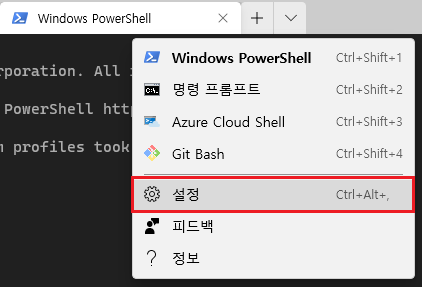 Windows PowerShell
orporation. All
PowerShell
profiles took
Windows PowerShell Ctrl+Shift+1
명령 프롬프트 Ctrl+Shift+2
Azure Cloud Shell Ctrl+Shift+3
Git Bash Ctrl+Shift+4
설정 Ctrl+Alt+,
피드백
정보